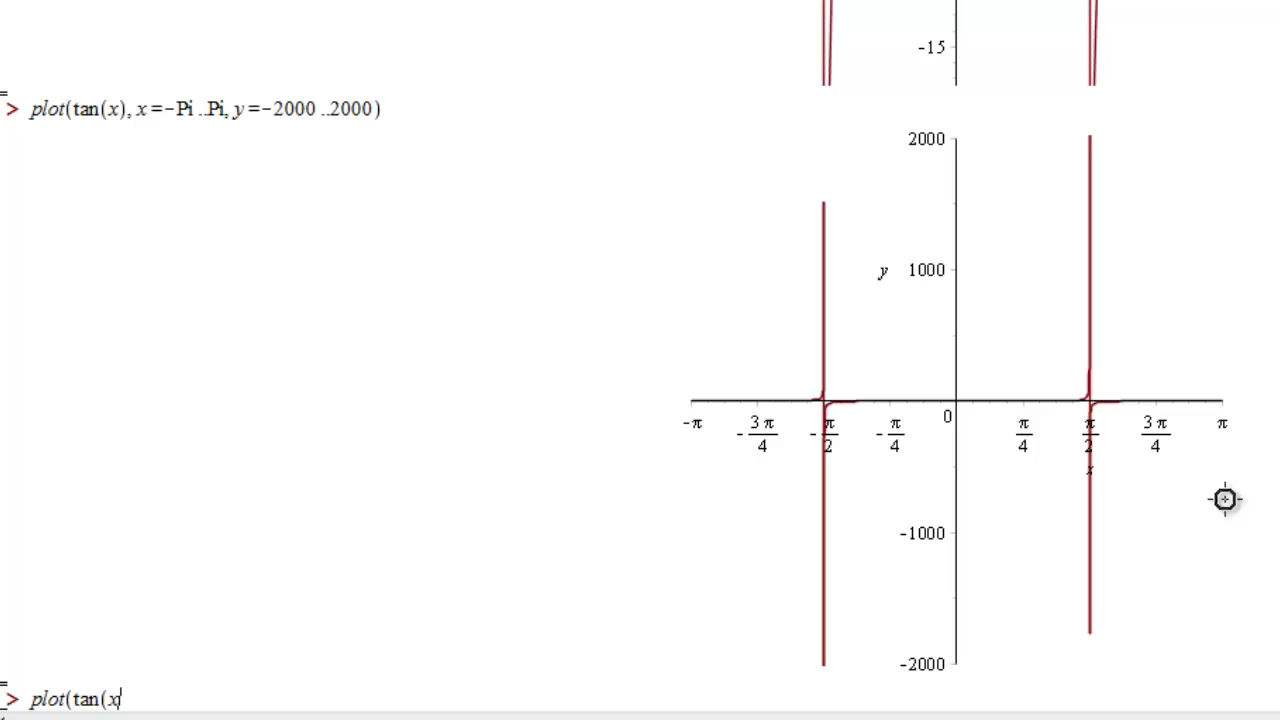 -15
> plot(tan(x), x=-Pi ..Pi, y=-2000 ..2000)
2000
y 1000
0
-π -3π/4 -π/2 -π/4 π/4 π/2 3π/4 π
x
-1000
-2000
> plot(tan(x